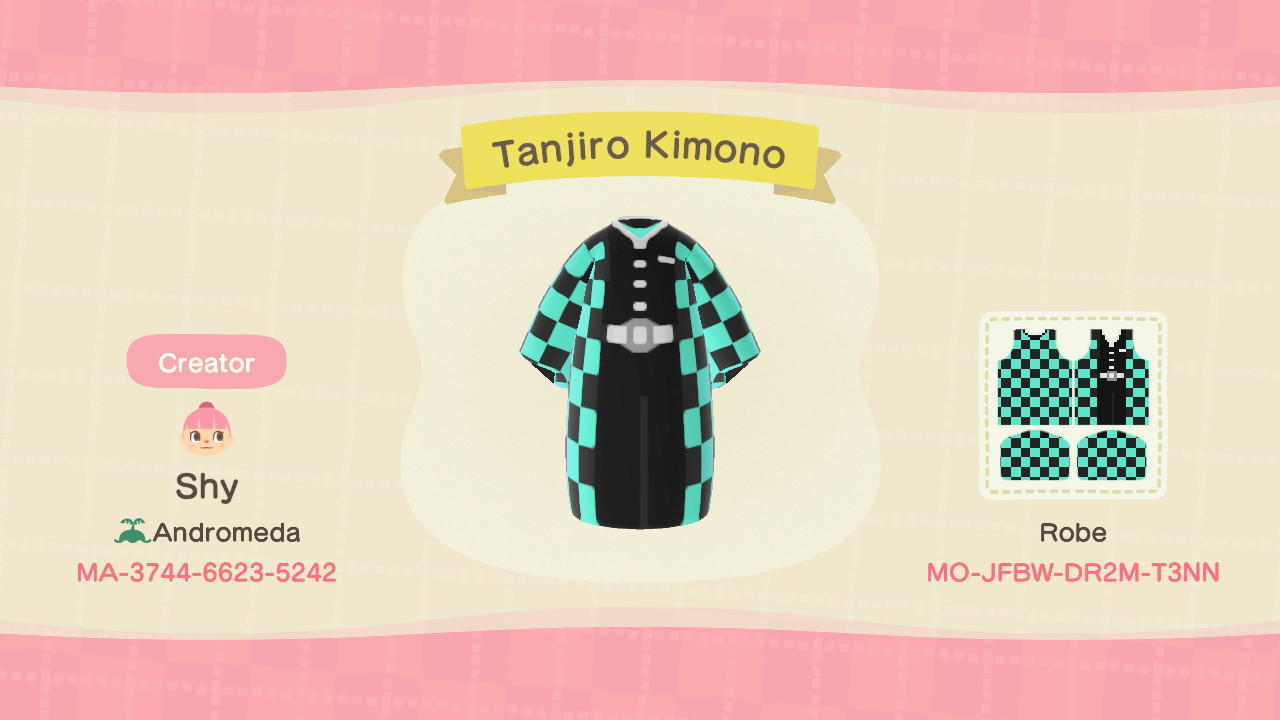 Tanjiro Kimono
Creator
Shy
Andromeda
MA-3744-6623-5242
Robe
MO-JFBW-DR2M-T3NN